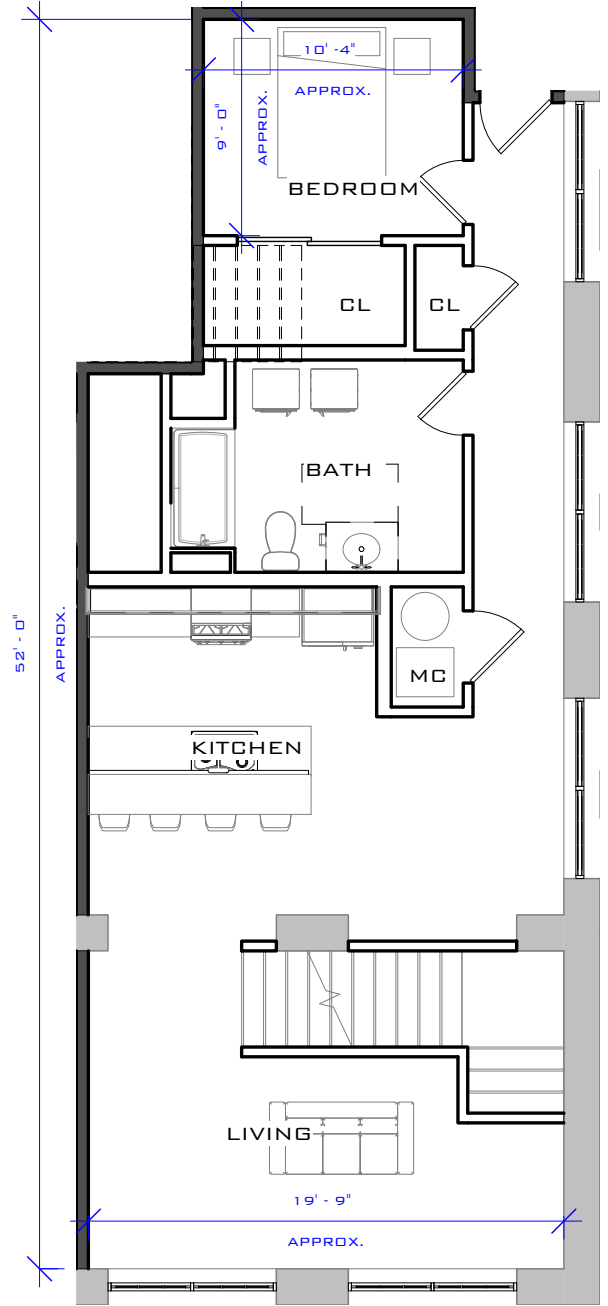 10' -4"
APPROX.
9' - 0"
APPROX.
BEDROOM
CL
CL
BATH
52' - 0"
APPROX.
MC
KITCHEN
LIVING
19' - 9"
APPROX.